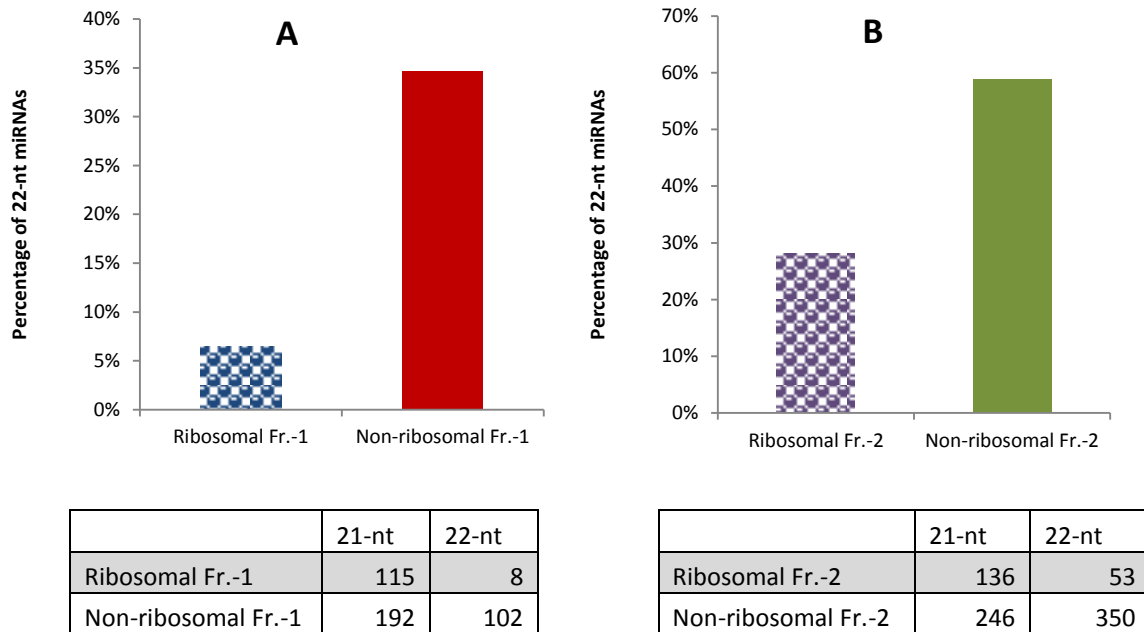 A
Percentage of 22-nt miRNAs
40%
35%
30%
25%
20%
15%
10%
5%
0%
Ribosomal Fr.-1 Non-ribosomal Fr.-1
21-nt 22-nt
Ribosomal Fr.-1 115 8
Non-ribosomal Fr.-1 192 102
B
Percentage of 22-nt miRNAs
70%
60%
50%
40%
30%
20%
10%
0%
Ribosomal Fr.-2 Non-ribosomal Fr.-2
21-nt 22-nt
Ribosomal Fr.-2 136 53
Non-ribosomal Fr.-2 246 350